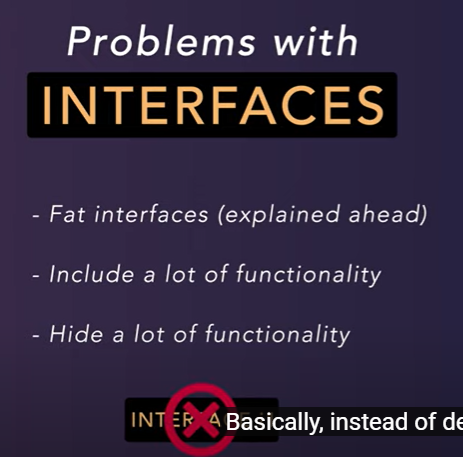 Problems with
INTERFACES
- Fat interfaces (explained ahead)
- Include a lot of functionality
- Hide a lot of functionality
Basically, instead of